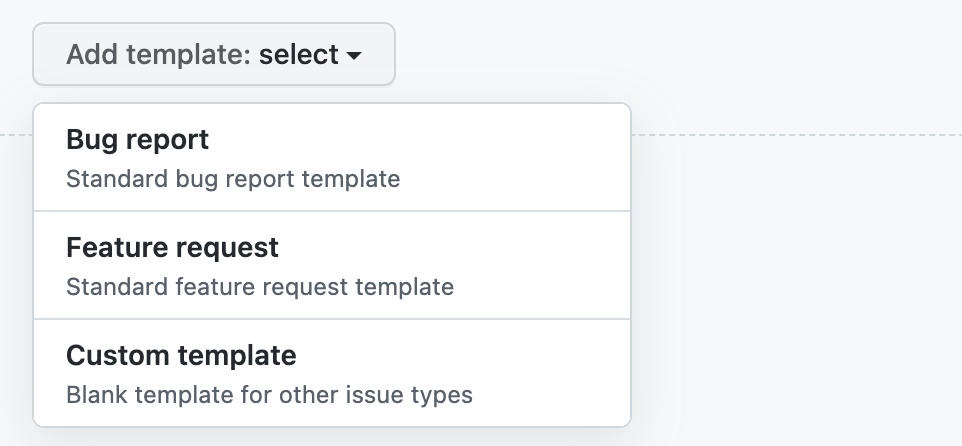 Add template: select
Bug report
Standard bug report template
Feature request
Standard feature request template
Custom template
Blank template for other issue types